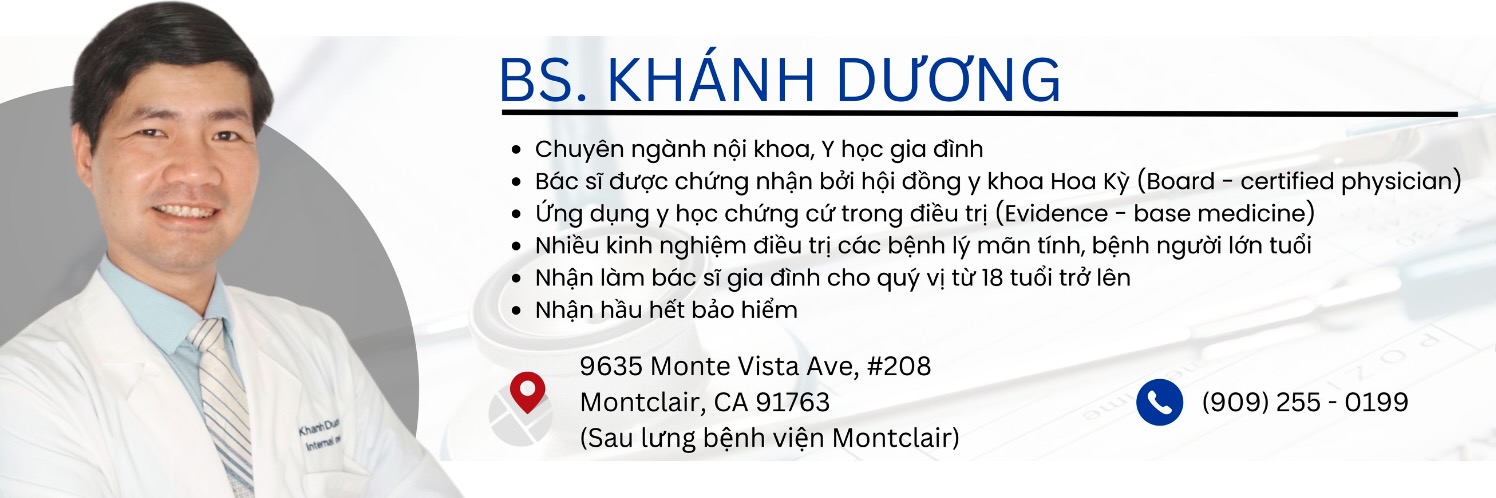 BS. KHÁNH DƯƠNG
Chuyên ngành nội khoa, Y học gia đình
Bác sĩ được chứng nhận bởi hội đồng y khoa Hoa Kỳ (Board - certified physician)
Ứng dụng y học chứng cứ trong điều trị (Evidence - base medicine)
Nhiều kinh nghiệm điều trị các bệnh lý mãn tính, bệnh người lớn tuổi
Nhận làm bác sĩ gia đình cho quý vị từ 18 tuổi trở lên
Nhận hầu hết bảo hiểm
9635 Monte Vista Ave, #208
Montclair, CA 91763
(Sau lưng bệnh viện Montclair)
(909) 255 - 0199
Khanh
Internal